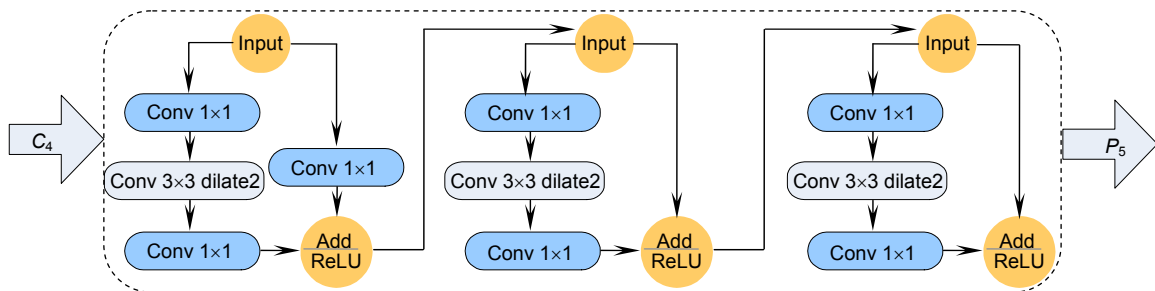 C4
Input
Conv 1×1
Conv 3×3 dilate2
Conv 1×1
Conv 1×1
Add
ReLU
Input
Conv 1×1
Conv 3×3 dilate2
Conv 1×1
Add
ReLU
Input
Conv 1×1
Conv 3×3 dilate2
Conv 1×1
Add
ReLU
P5